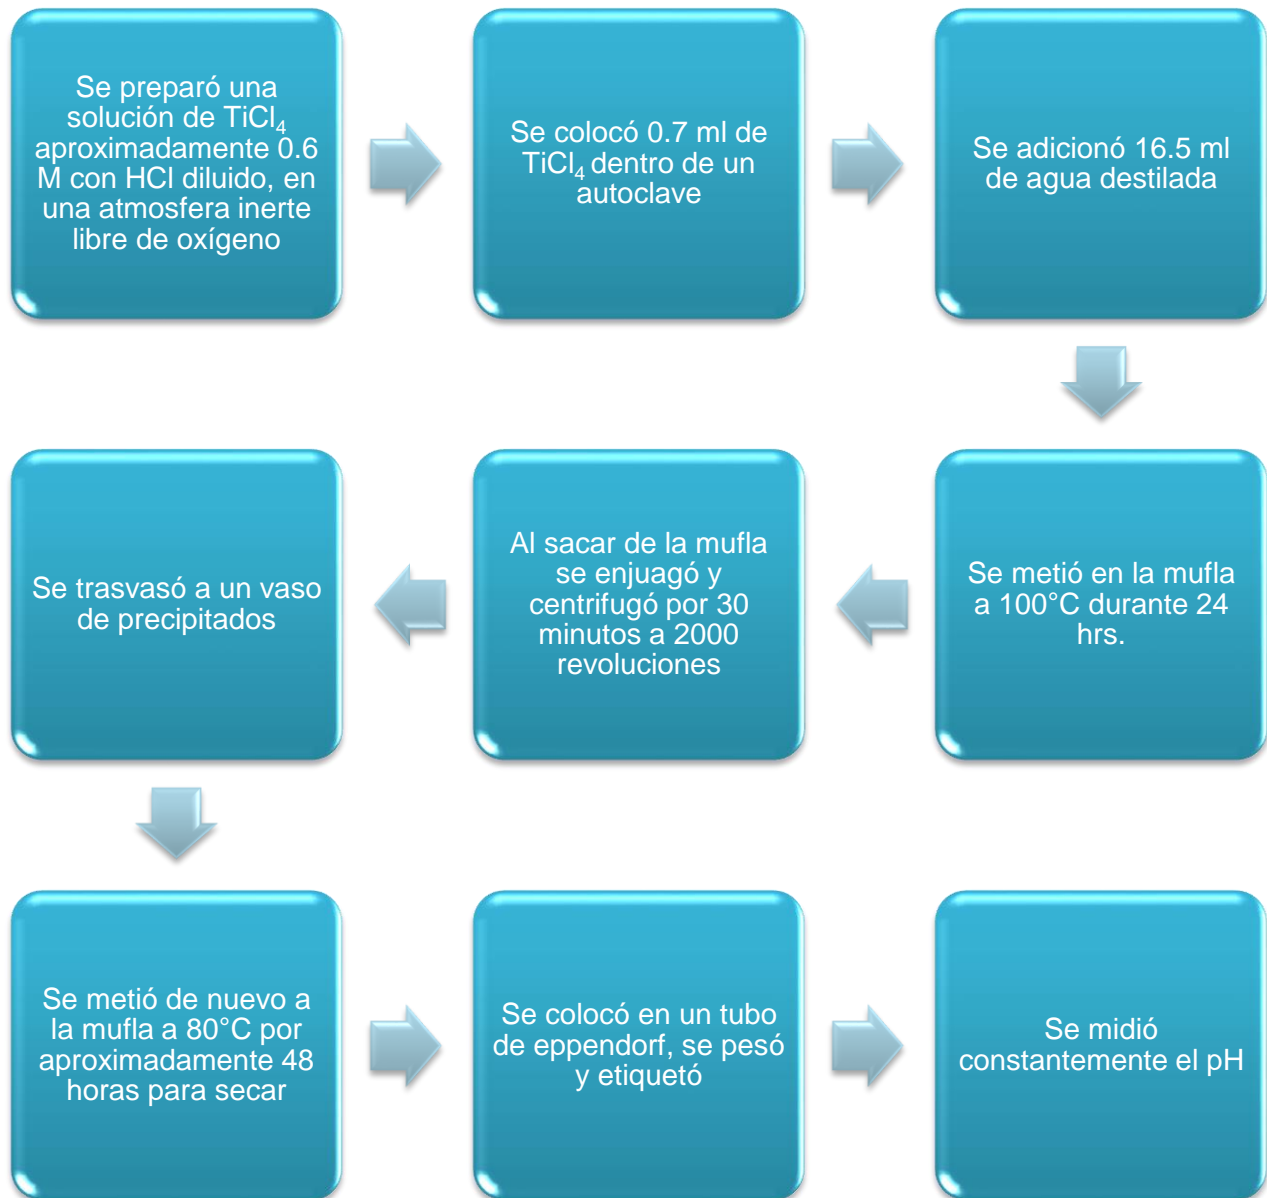 Se preparó una
solución de TiCl₄
aproximadamente 0.6
M con HCl diluido, en
una atmosfera inerte
libre de oxígeno
Se colocó 0.7 ml de
TiCl₄ dentro de un
autoclave
Se adicionó 16.5 ml
de agua destilada
Se metió en la mufla
a 100°C durante 24
hrs.
Al sacar de la mufla
se enjuagó y
centrifugó por 30
minutos a 2000
revoluciones
Se trasvasó a un vaso
de precipitados
Se metió de nuevo a
la mufla a 80°C por
aproximadamente 48
horas para secar
Se colocó en un tubo
de eppendorf, se pesó
y etiquetó
Se midió
constantemente el pH